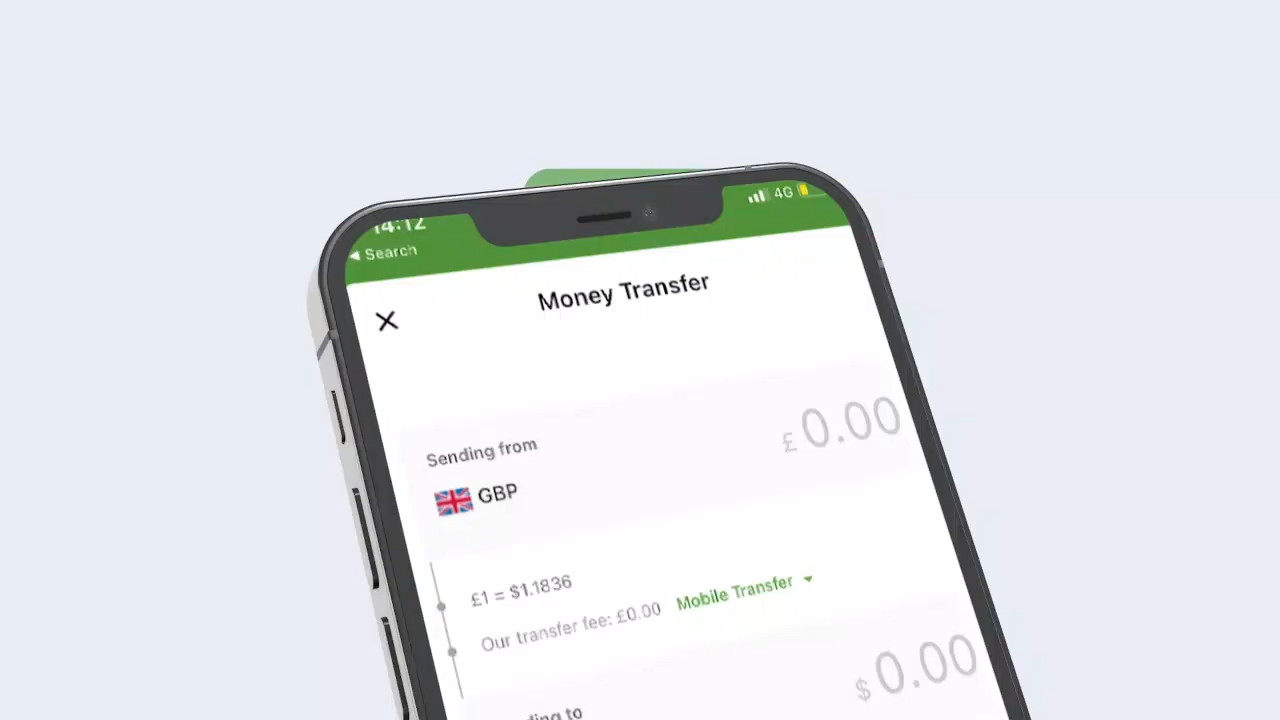 14:12
4G
◀ Search
Money Transfer
Sending from
£0.00
GBP
£1 = $1.1836
Our transfer fee: £0.00 Mobile Transfer
$0.00
to